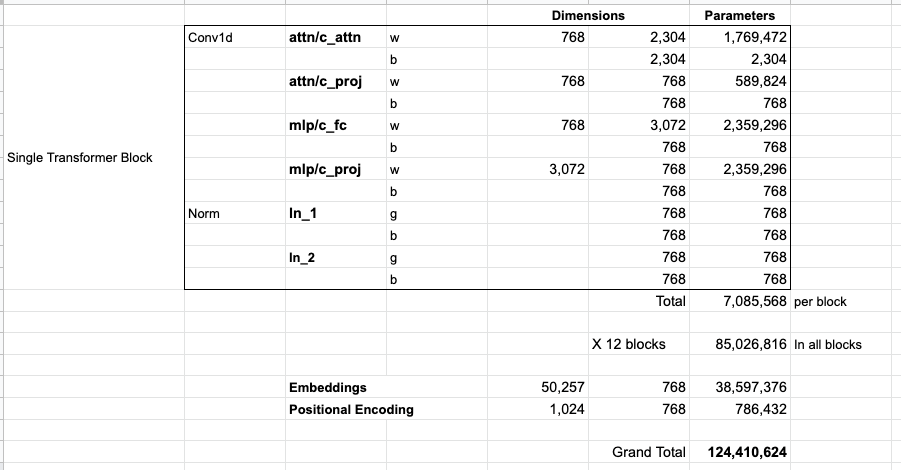 Dimensions Parameters
Conv1d attn/c_attn w 768 2,304 1,769,472
b 2,304 2,304
attn/c_proj w 768 768 589,824
b 768 768
mlp/c_fc w 768 3,072 2,359,296
b 768 768
Single Transformer Block
mlp/c_proj w 3,072 768 2,359,296
b 768 768
Norm ln_1 g 768 768
b 768 768
ln_2 g 768 768
b 768 768
Total 7,085,568 per block
X 12 blocks 85,026,816 In all blocks
Embeddings 50,257 768 38,597,376
Positional Encoding 1,024 768 786,432
Grand Total 124,410,624